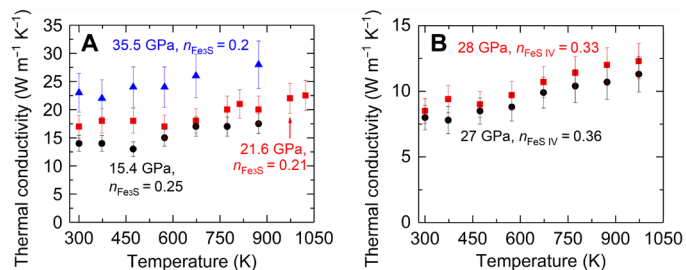 A
35.5 GPa, nFe3S = 0.2
15.4 GPa,
nFe3S = 0.25
21.6 GPa,
nFe3S = 0.21
Thermal conductivity (W m⁻¹ K⁻¹)
40
35
30
25
20
15
10
5
0
300 450 600 750 900 1050
Temperature (K)
B
28 GPa, nFeS IV = 0.33
27 GPa, nFeS IV = 0.36
Thermal conductivity (W m⁻¹ K⁻¹)
15
10
5
0
300 450 600 750 900 1050
Temperature (K)